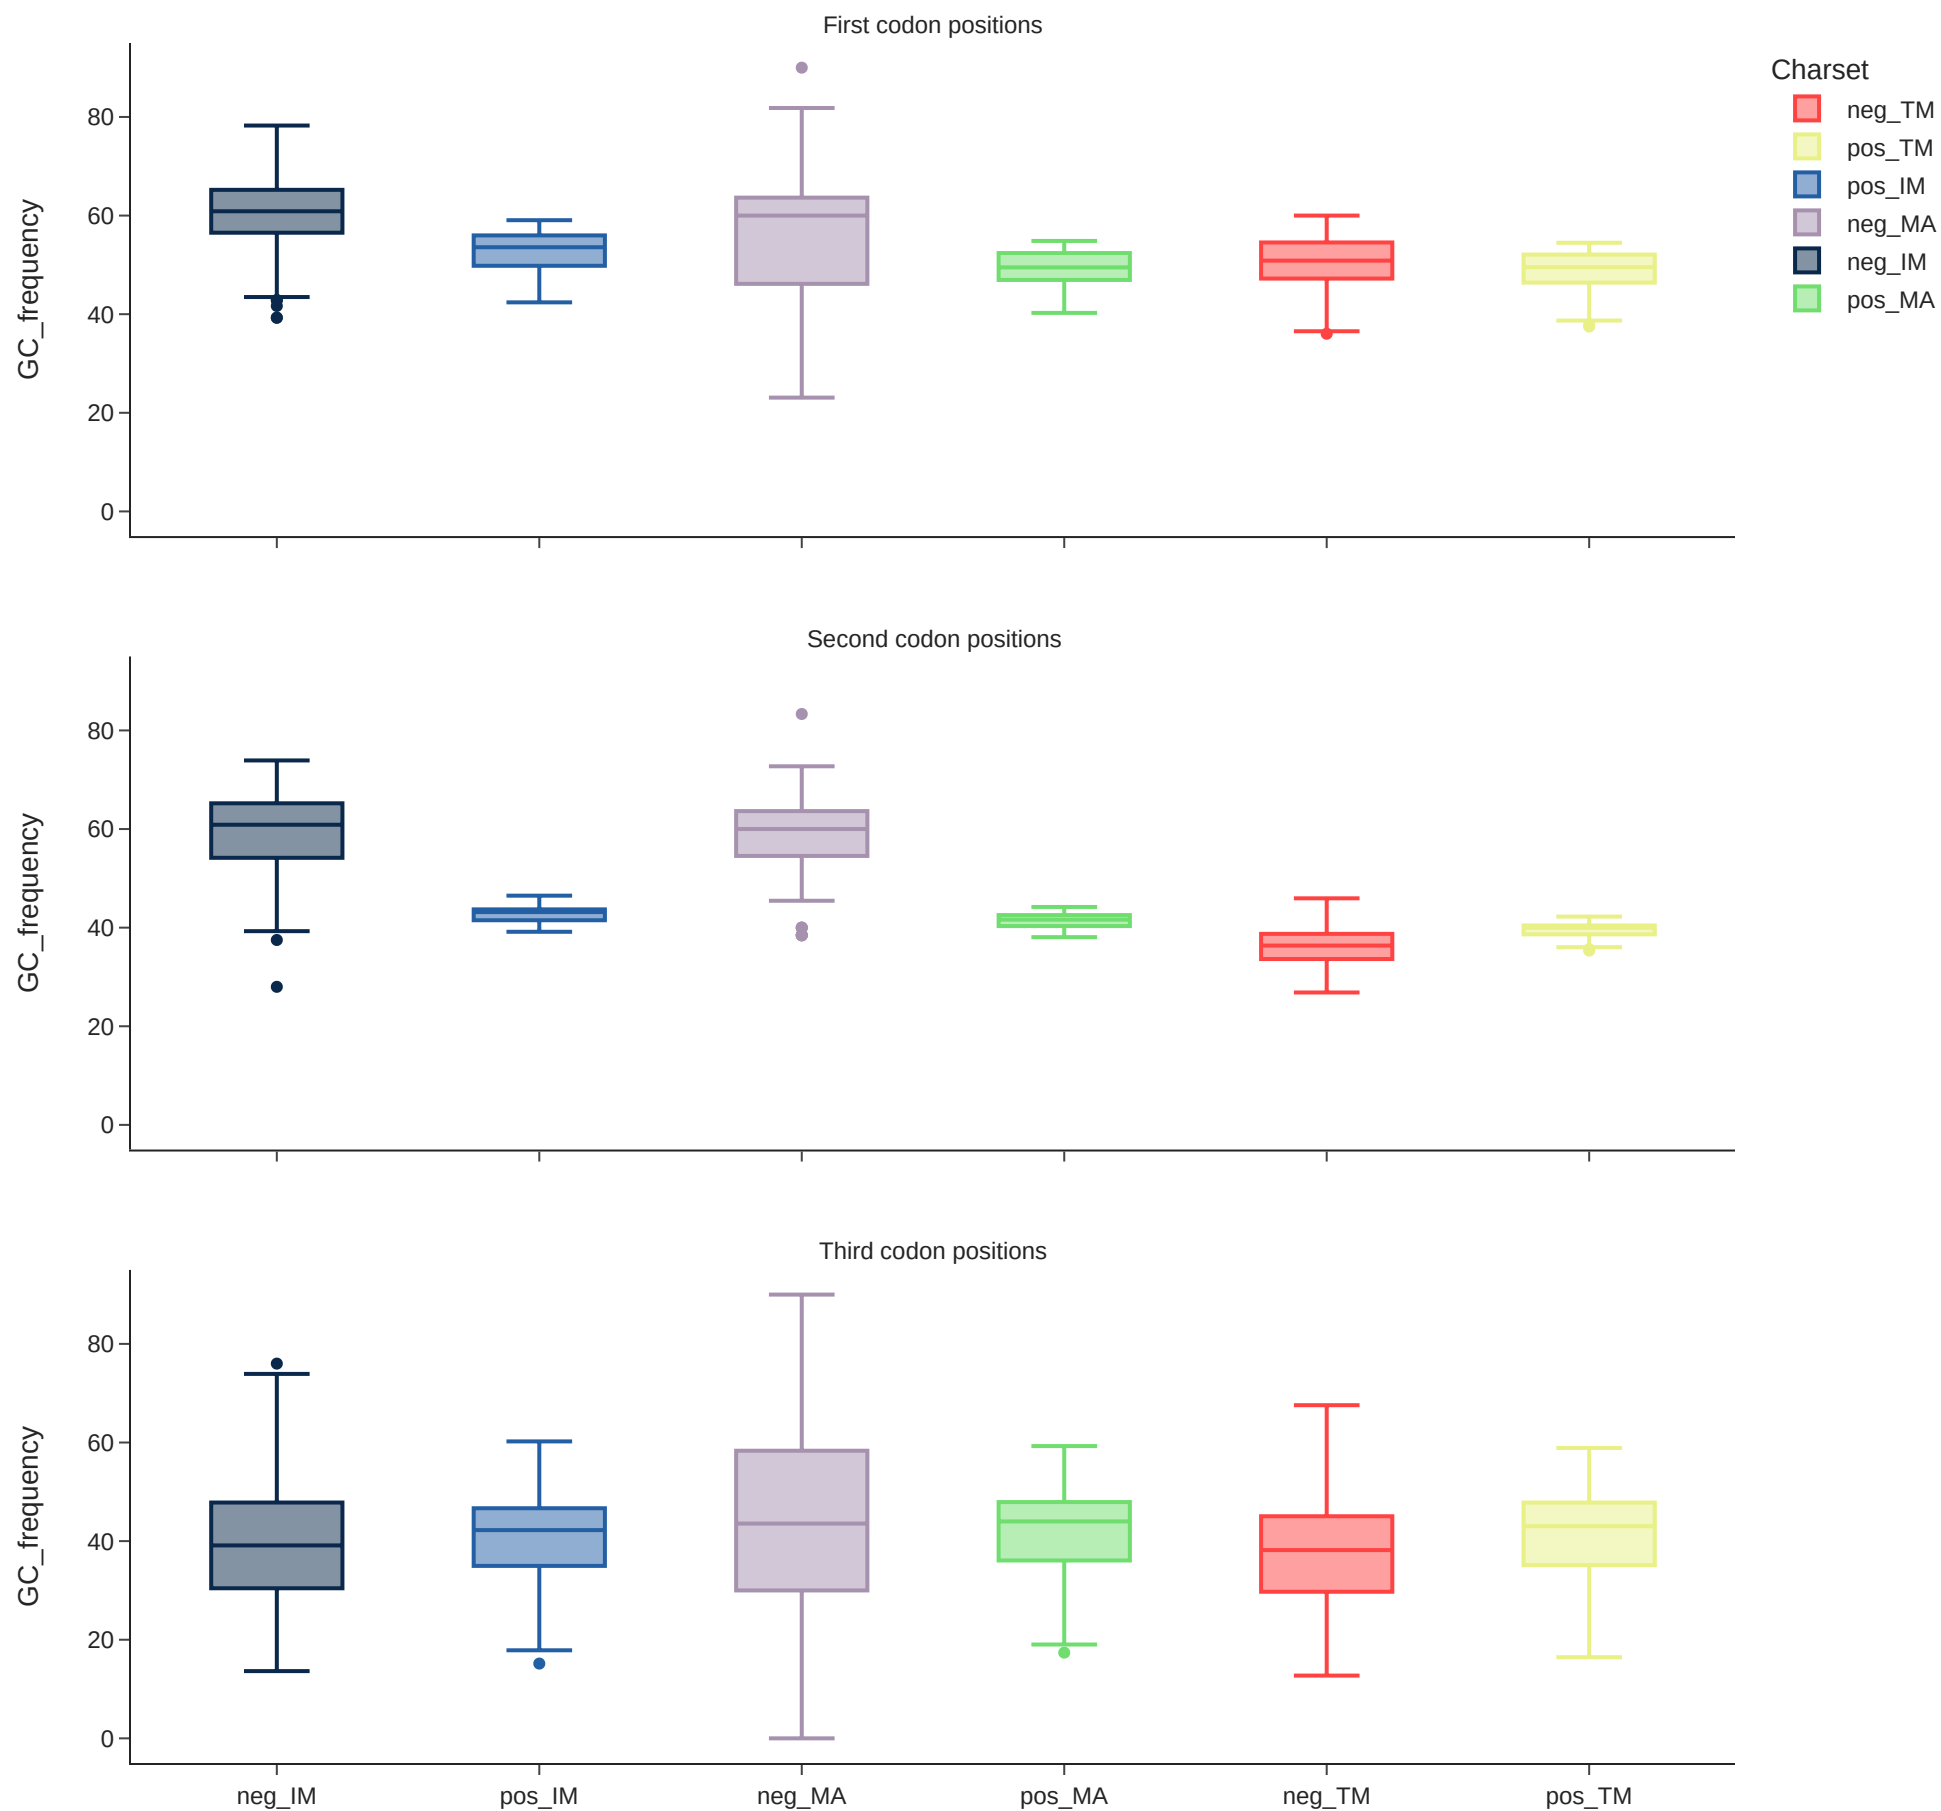 First codon positions
GC_frequency
80
60
40
20
0
Charset
neg_TM
pos_TM
pos_IM
neg_MA
neg_IM
pos_MA
Second codon positions
GC_frequency
80
60
40
20
0
Third codon positions
GC_frequency
80
60
40
20
0
neg_IM pos_IM neg_MA pos_MA neg_TM pos_TM